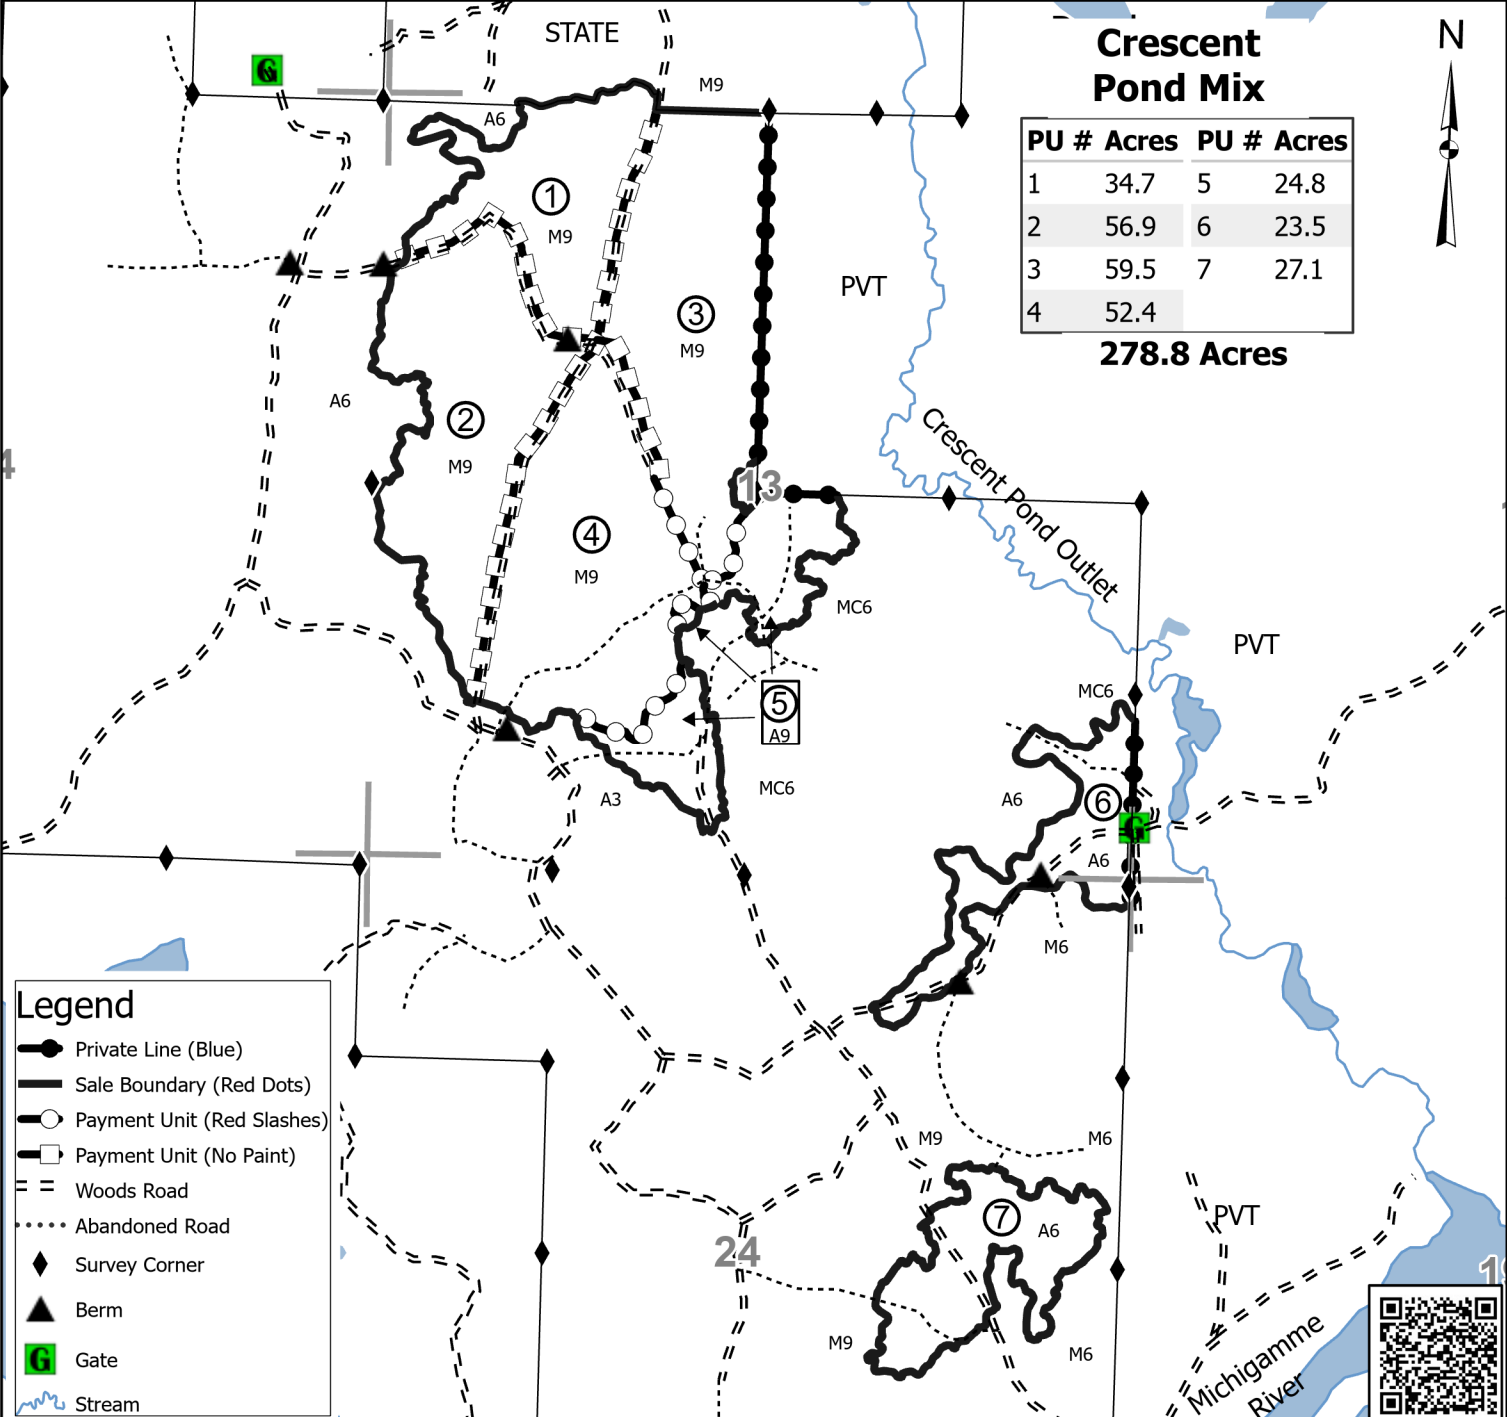 STATE
M9
A6
Crescent
Pond Mix
N
PU # Acres PU # Acres
1 34.7 5 24.8
2 56.9 6 23.5
3 59.5 7 27.1
4 52.4
278.8 Acres
G
1
M9
3
M9
PVT
A6
2
M9
4
M9
13
Crescent Pond Outlet
MC6
PVT
5
A9
MC6
A3
MC6
A6
6
G
A6
M6
M9
M6
7
A6
M9
M6
24
PVT
Michigamme
River
Legend
Private Line (Blue)
Sale Boundary (Red Dots)
Payment Unit (Red Slashes)
Payment Unit (No Paint)
Woods Road
Abandoned Road
Survey Corner
Berm
G Gate
Stream